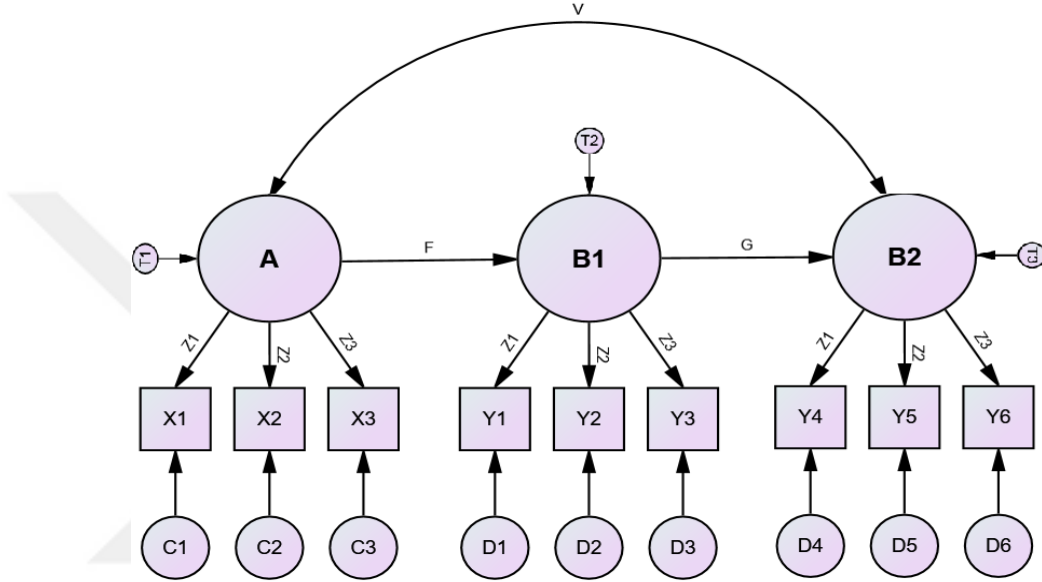 V
T2
T1 A F B1 G B2
Z1 Z2 Z3 Z1 Z2 Z3 Z1 Z2 Z3
X1 X2 X3 Y1 Y2 Y3 Y4 Y5 Y6
C1 C2 C3 D1 D2 D3 D4 D5 D6